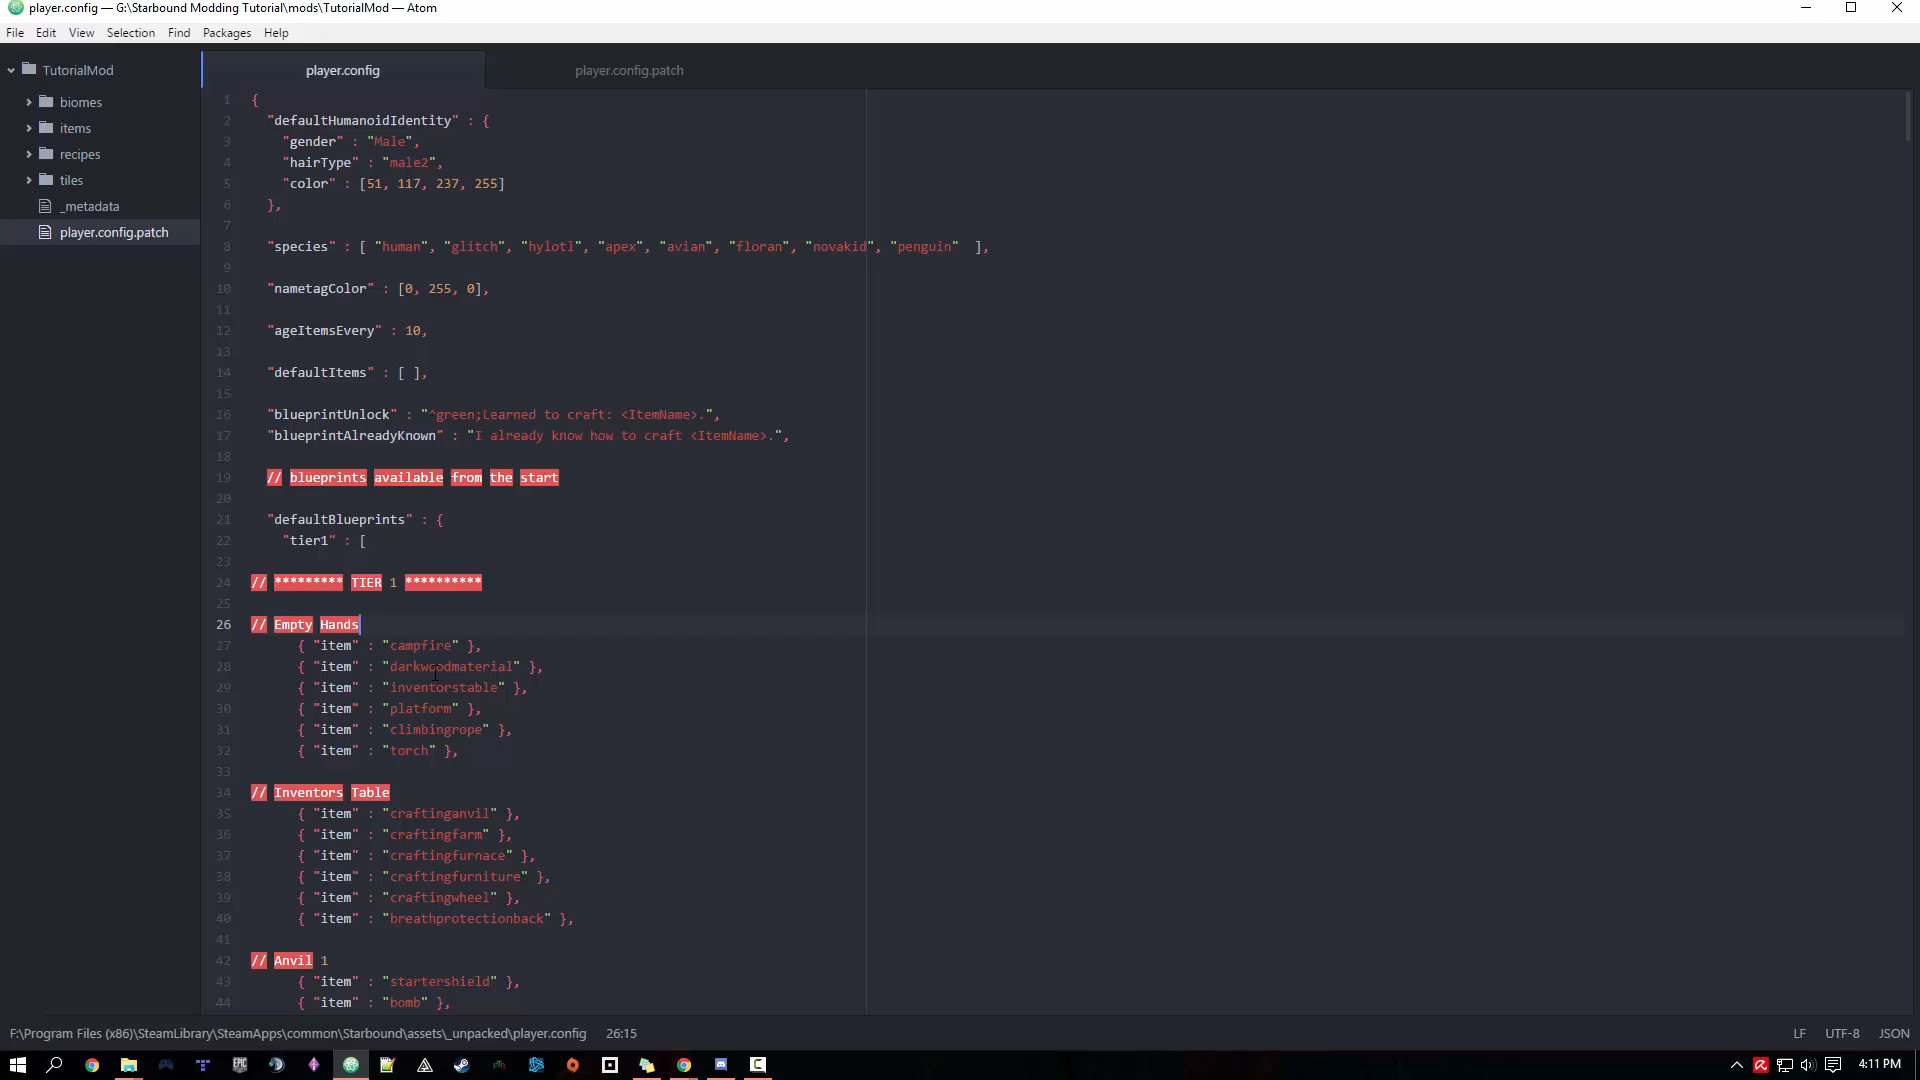 player.config — G:\Starbound Modding Tutorial\mods\TutorialMod — Atom
File Edit View Selection Find Packages Help
TutorialMod
biomes
items
recipes
tiles
_metadata
player.config.patch
player.config player.config.patch
1 {
2 "defaultHumanoidIdentity" : {
3 "gender" : "Male",
4 "hairType" : "male2",
5 "color" : [51, 117, 237, 255]
6 },
7
8 "species" : [ "human", "glitch", "hylotl", "apex", "avian", "floran", "novakid", "penguin"  ],
9
10 "nametagColor" : [0, 255, 0],
11
12 "ageItemsEvery" : 10,
13
14 "defaultItems" : [ ],
15
16 "blueprintUnlock" : "^green;Learned to craft: <ItemName>.",
17 "blueprintAlreadyKnown" : "I already know how to craft <ItemName>.",
18
19 // blueprints available from the start
20
21 "defaultBlueprints" : {
22 "tier1" : [
23
24 // ********* TIER 1 **********
25
26 // Empty Hands
27 { "item" : "campfire" },
28 { "item" : "darkwoodmaterial" },
29 { "item" : "inventorstable" },
30 { "item" : "platform" },
31 { "item" : "climbingrope" },
32 { "item" : "torch" },
33
34 // Inventors Table
35 { "item" : "craftinganvil" },
36 { "item" : "craftingfarm" },
37 { "item" : "craftingfurnace" },
38 { "item" : "craftingfurniture" },
39 { "item" : "craftingwheel" },
40 { "item" : "breathprotectionback" },
41
42 // Anvil 1
43 { "item" : "startershield" },
44 { "item" : "bomb" },
F:\Program Files (x86)\SteamLibrary\SteamApps\common\Starbound\assets\_unpacked\player.config 26:15 LF UTF-8 JSON
EPIC
4:11 PM